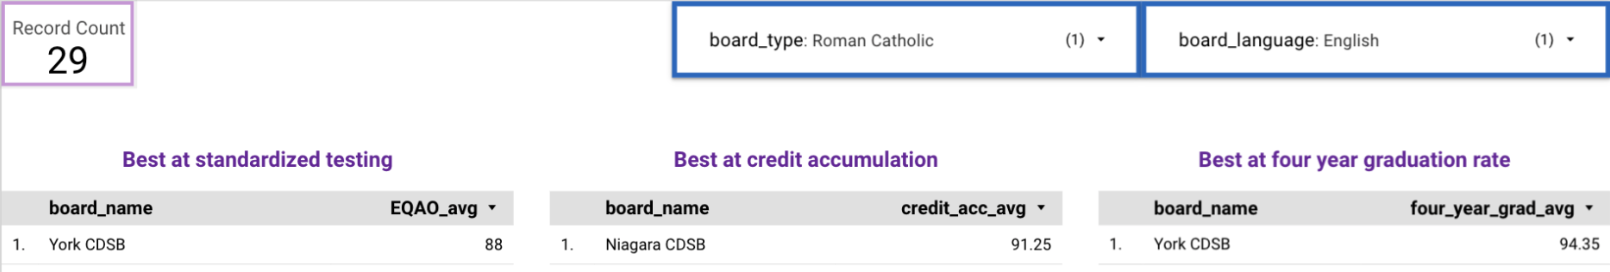 Record Count
29
board_type: Roman Catholic (1)
board_language: English (1)
Best at standardized testing
board_name EQAO_avg
1. York CDSB 88
Best at credit accumulation
board_name credit_acc_avg
1. Niagara CDSB 91.25
Best at four year graduation rate
board_name four_year_grad_avg
1. York CDSB 94.35